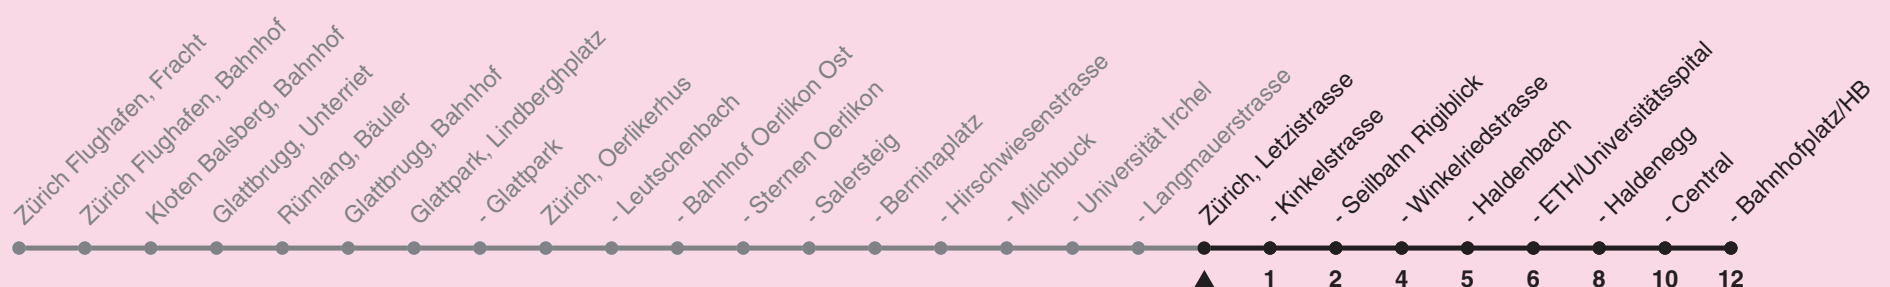 Zürich Flughafen, Fracht
Zürich Flughafen, Bahnhof
Kloten Balsberg, Bahnhof
Glattbrugg, Unterriet
Rümlang, Bäuler
Glattbrugg, Bahnhof
Glattpark, Lindberghplatz
- Glattpark
Zürich, Oerlikerhus
- Leutschenbach
- Bahnhof Oerlikon Ost
- Sternen Oerlikon
- Salersteig
- Berninaplatz
- Hirschwiesenstrasse
- Milchbuck
- Universität Irchel
- Langmauerstrasse
Zürich, Letzistrasse
- Kinkelstrasse
- Seilbahn Rigiblick
- Winkelriedstrasse
- Haldenbach
- ETH/Universitätsspital
- Haldenegg
- Central
- Bahnhofplatz/HB
1 2 4 5 6 8 10 12